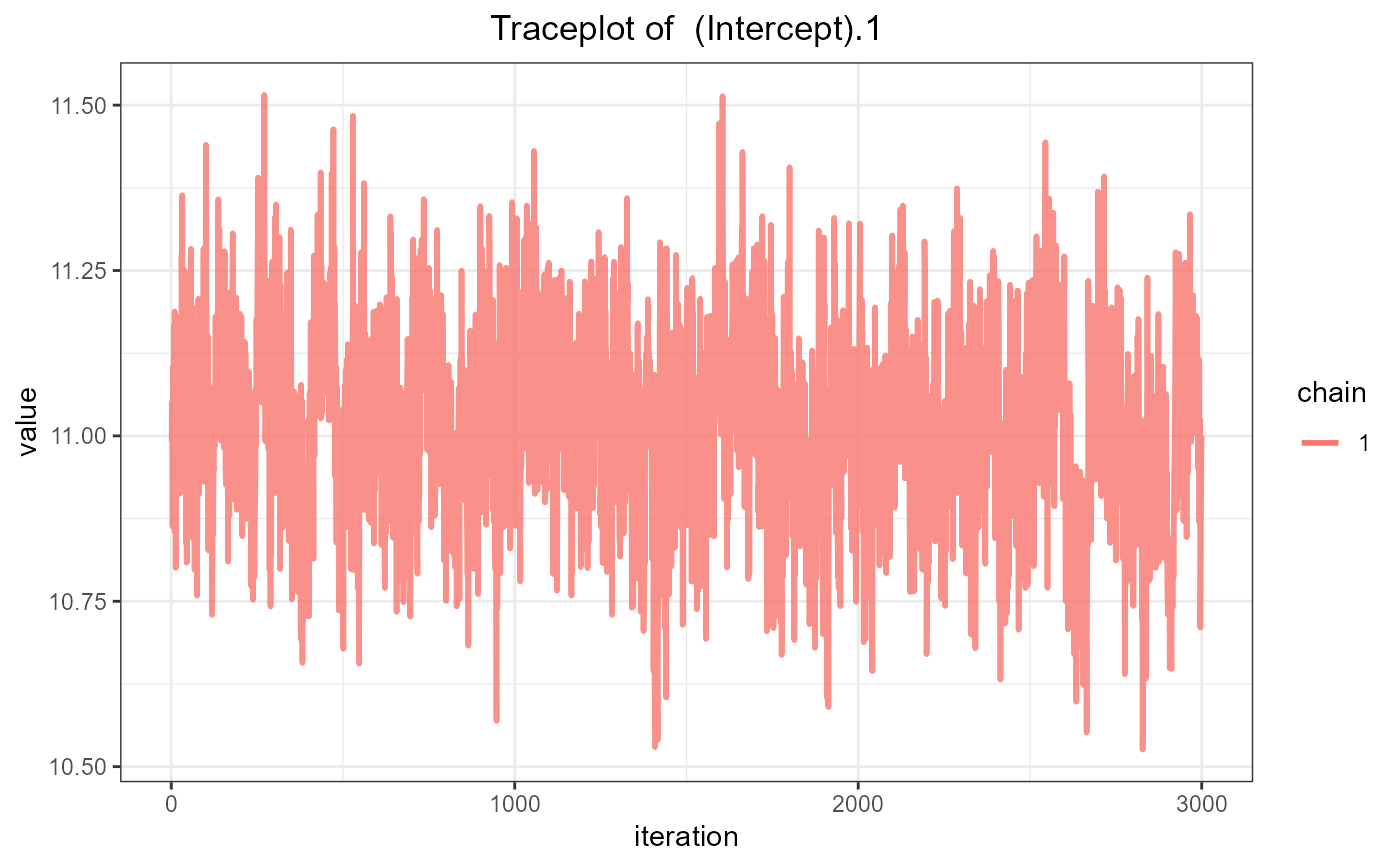 Traceplot of  (Intercept).1
11.50
11.25
11.00
10.75
10.50
value
0
1000
2000
3000
iteration
chain
1